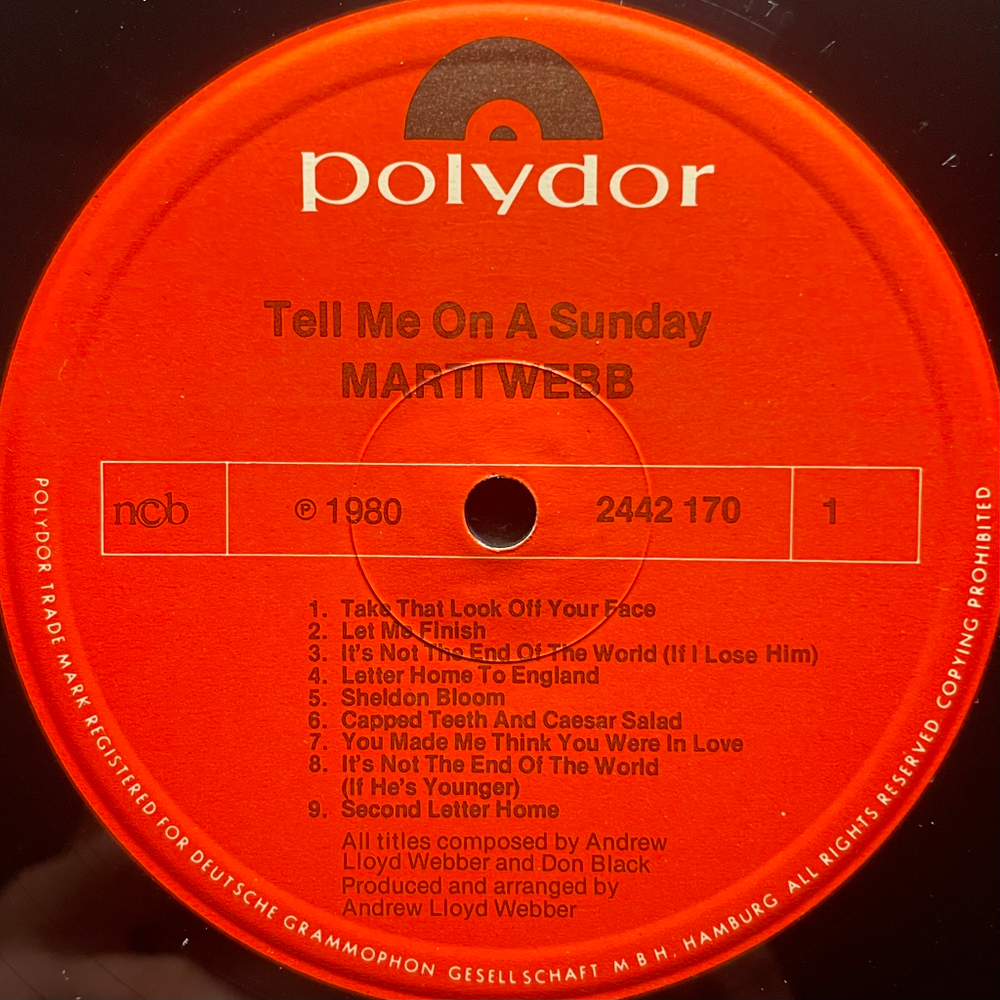 polydor
Tell Me On A Sunday
MARTI WEBB
ncb
℗ 1980
2442 170
1
1. Take That Look Off Your Face
2. Let Me Finish
3. It's Not The End Of The World (If I Lose Him)
4. Letter Home To England
5. Sheldon Bloom
6. Capped Teeth And Caesar Salad
7. You Made Me Think You Were In Love
8. It's Not The End Of The World
(If He's Younger)
9. Second Letter Home
All titles composed by Andrew
Lloyd Webber and Don Black
Produced and arranged by
Andrew Lloyd Webber
POLYDOR TRADE MARK REGISTERED FOR DEUTSCHE GRAMMOPHON GESELLSCHAFT M B H, HAMBURG ALL RIGHTS RESERVED COPYING PROHIBITED